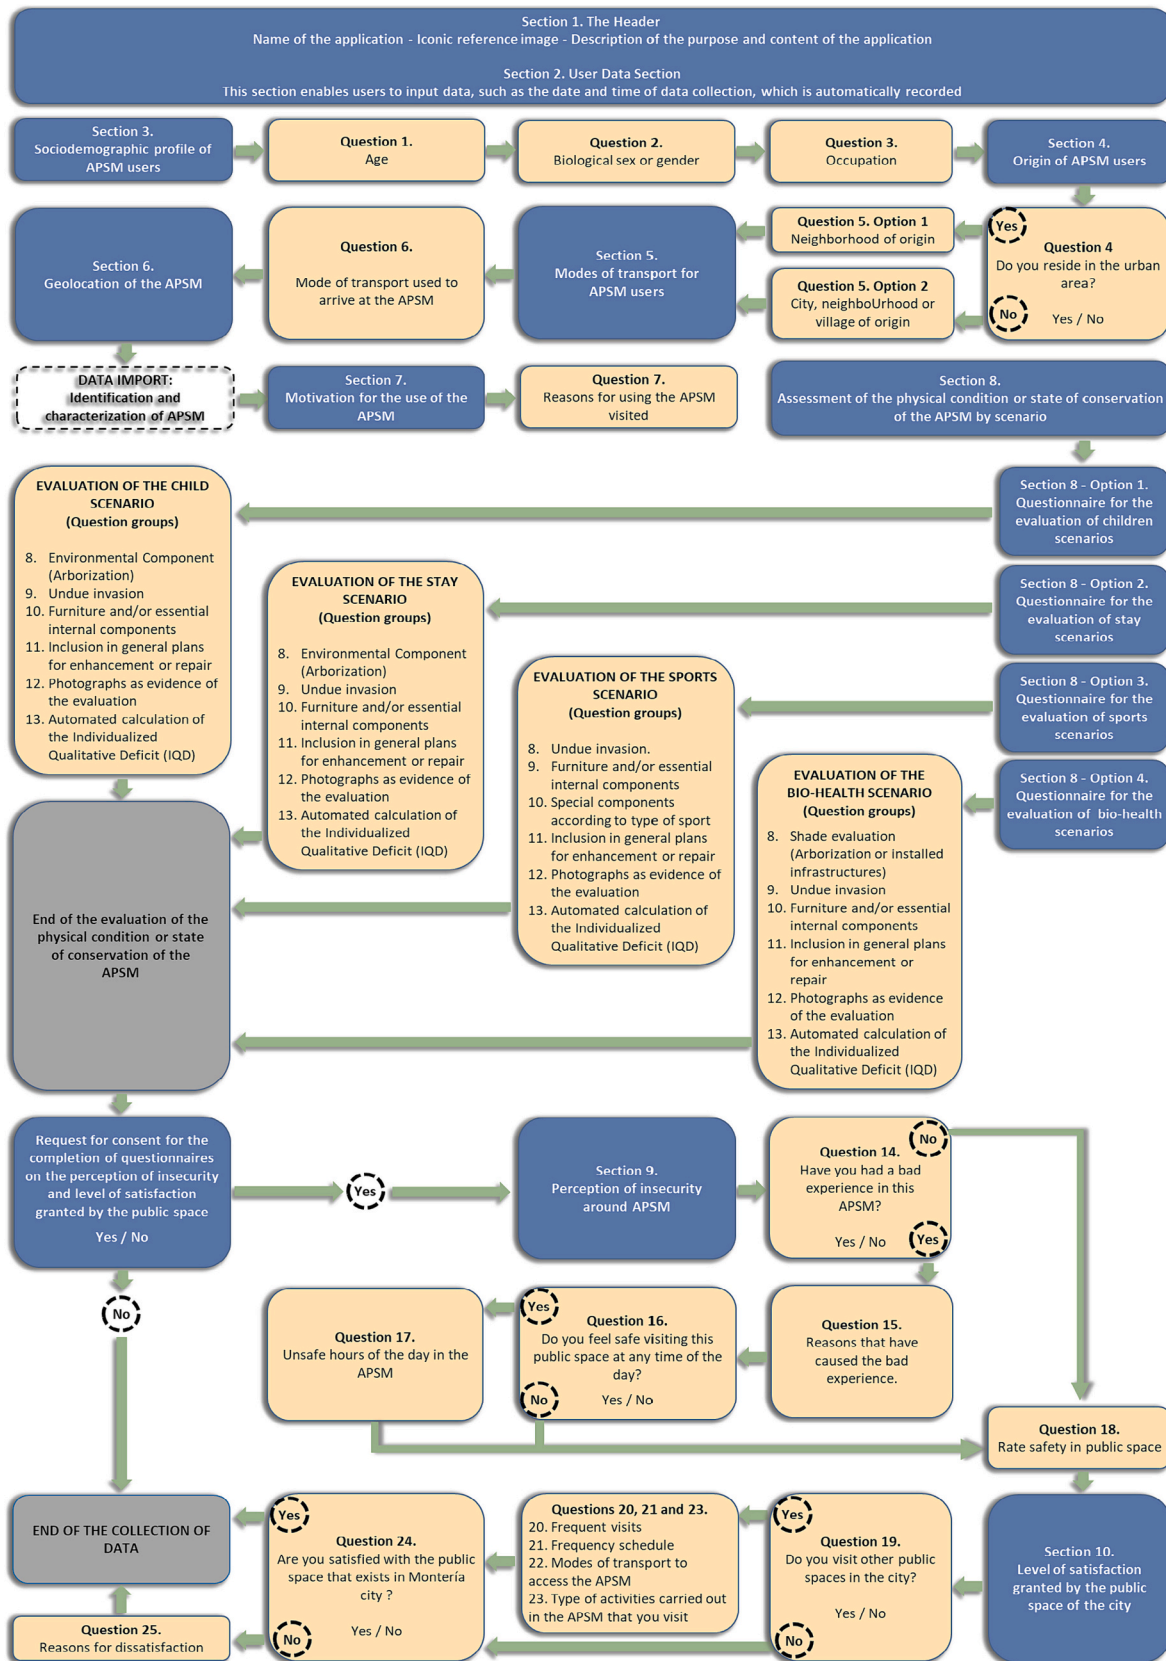 Section 1. The Header
Name of the application - Iconic reference image - Description of the purpose and content of the application
Section 2. User Data Section
This section enables users to input data, such as the date and time of data collection, which is automatically recorded
Section 3.
Sociodemographic profile of
APSM users
Question 1.
Age
Question 2.
Biological sex or gender
Question 3.
Occupation
Section 4.
Origin of APSM users
Section 6.
Geolocation of the APSM
Question 6.
Mode of transport used to
arrive at the APSM
Section 5.
Modes of transport for
APSM users
Question 5. Option 1
Neighborhood of origin
Question 5. Option 2
City, neighboUrhood or
village of origin
Yes
Question 4
Do you reside in the urban
area?
No
Yes / No
DATA IMPORT:
Identification and
characterization of APSM
Section 7.
Motivation for the use of the
APSM
Question 7.
Reasons for using the APSM
visited
Section 8.
Assessment of the physical condition or state of conservation
of the APSM by scenario
EVALUATION OF THE CHILD
SCENARIO
(Question groups)
8. Environmental Component
(Arborization)
9. Undue invasion
10. Furniture and/or essential
internal components
11. Inclusion in general plans
for enhancement or repair
12. Photographs as evidence of
the evaluation
13. Automated calculation of
the Individualized
Qualitative Deficit (IQD)
Section 8 - Option 1.
Questionnaire for the
evaluation of children
scenarios
EVALUATION OF THE STAY
SCENARIO
(Question groups)
8. Environmental Component
(Arborization)
9. Undue invasion
10. Furniture and/or essential
internal components
11. Inclusion in general plans
for enhancement or repair
12. Photographs as evidence of
the evaluation
13. Automated calculation of
the Individualized
Qualitative Deficit (IQD)
Section 8 - Option 2.
Questionnaire for the
evaluation of stay
scenarios
EVALUATION OF THE SPORTS
SCENARIO
(Question groups)
8. Undue invasion.
9. Furniture and/or essential
internal components
10. Special components
according to type of sport
11. Inclusion in general plans
for enhancement or repair
12. Photographs as evidence of
the evaluation
13. Automated calculation of
the Individualized
Qualitative Deficit (IQD)
Section 8 - Option 3.
Questionnaire for the
evaluation of sports
scenarios
EVALUATION OF THE
BIO-HEALTH SCENARIO
(Question groups)
8. Shade evaluation
(Arborization or installed
infrastructures)
9. Undue invasion
10. Furniture and/or essential
internal components
11. Inclusion in general plans
for enhancement or
repair
12. Photographs as evidence
of the evaluation
13. Automated calculation of
the Individualized
Qualitative Deficit (IQD)
Section 8 - Option 4.
Questionnaire for the
evaluation of bio-health
scenarios
End of the evaluation of the
physical condition or state
of conservation of the
APSM
Request for consent for the
completion of questionnaires
on the perception of insecurity
and level of satisfaction
granted by the public space
Yes / No
Yes
Section 9.
Perception of insecurity
around APSM
No
Question 14.
Have you had a bad
experience in this
APSM?
Yes / No
Yes
No
Question 17.
Unsafe hours of the day in the
APSM
Yes
Question 16.
Do you feel safe visiting this
public space at any time of the
day?
No
Yes / No
Question 15.
Reasons that have
caused the bad
experience.
Question 18.
Rate safety in public space
END OF THE COLLECTION OF
DATA
Yes
Question 24.
Are you satisfied with the public
space that exists in Montería
city ?
No
Yes / No
Questions 20, 21 and 23.
20. Frequent visits
21. Frequency schedule
22. Modes of transport to
access the APSM
23. Type of activities carried out
in the APSM that you visit
Yes
Question 19.
Do you visit other public
spaces in the city?
Yes / No
No
Section 10.
Level of satisfaction
granted by the public
space of the city
Question 25.
Reasons for dissatisfaction